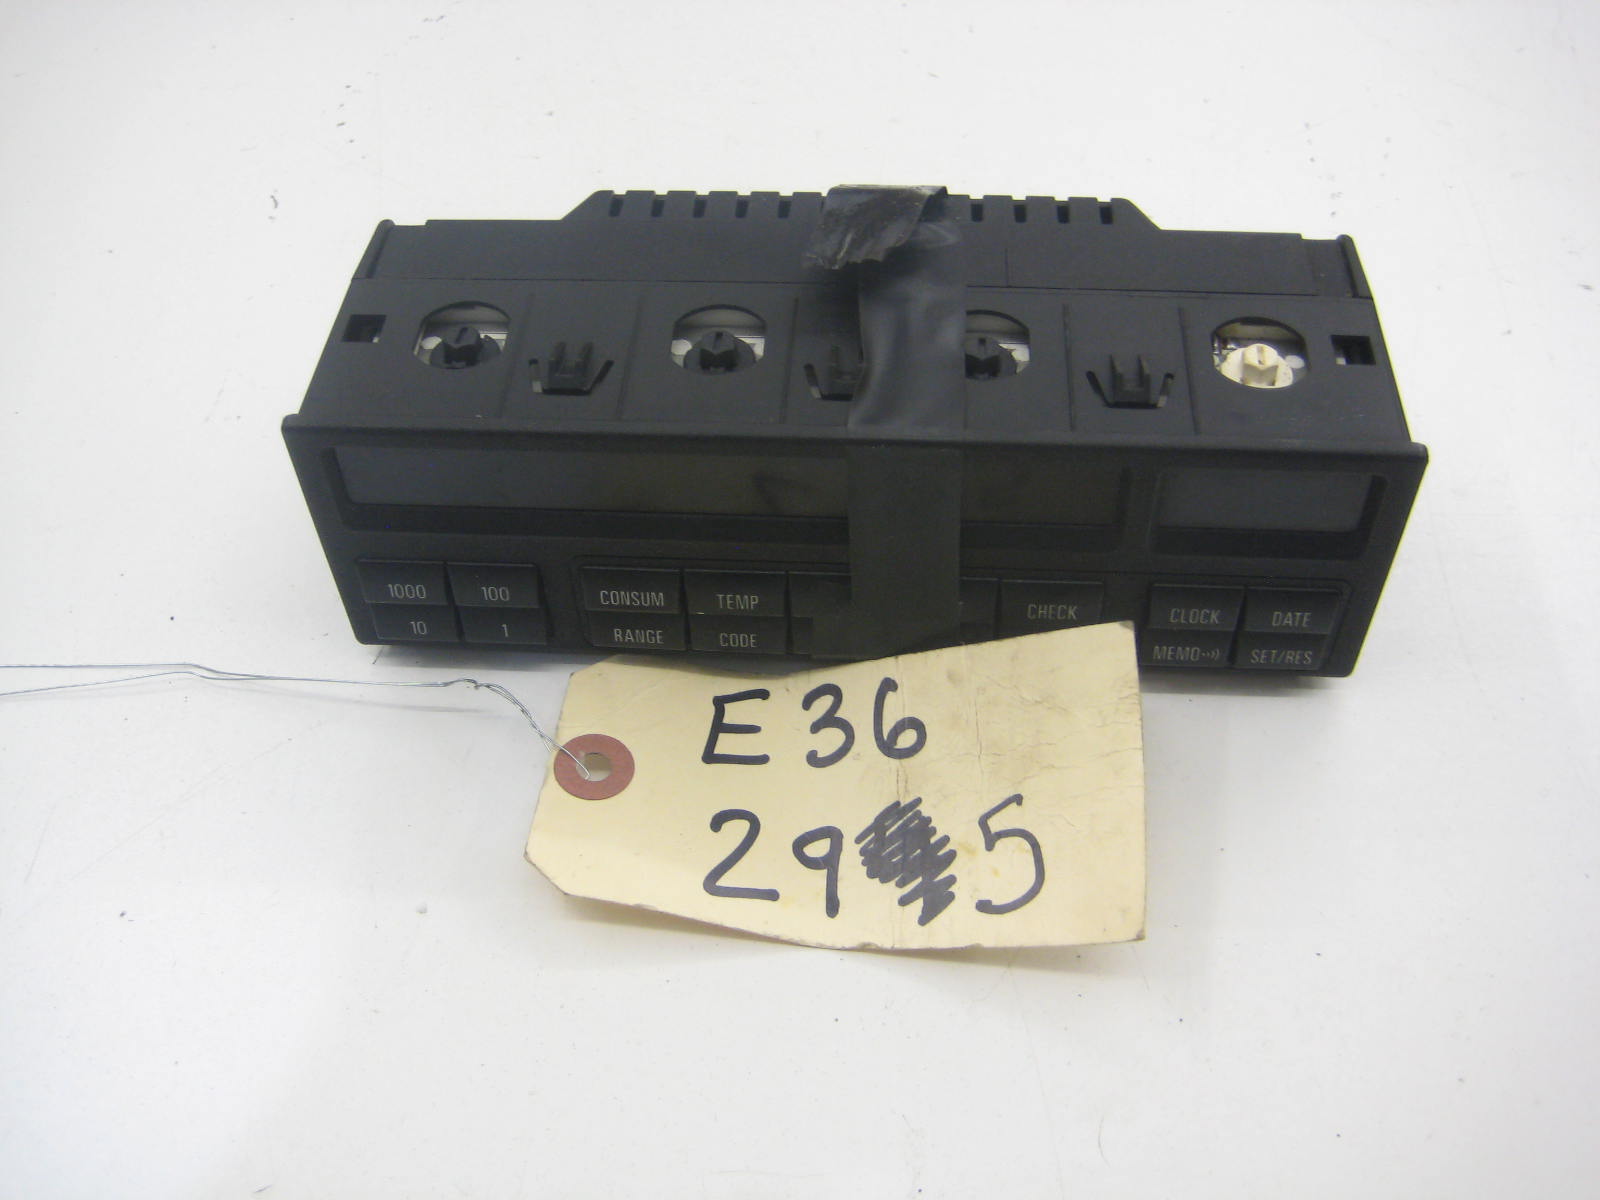 1000 100 CONSUM TEMP CHECK CLOCK DATE
10 1 RANGE CODE MEMO SET/RES
E36
29 5